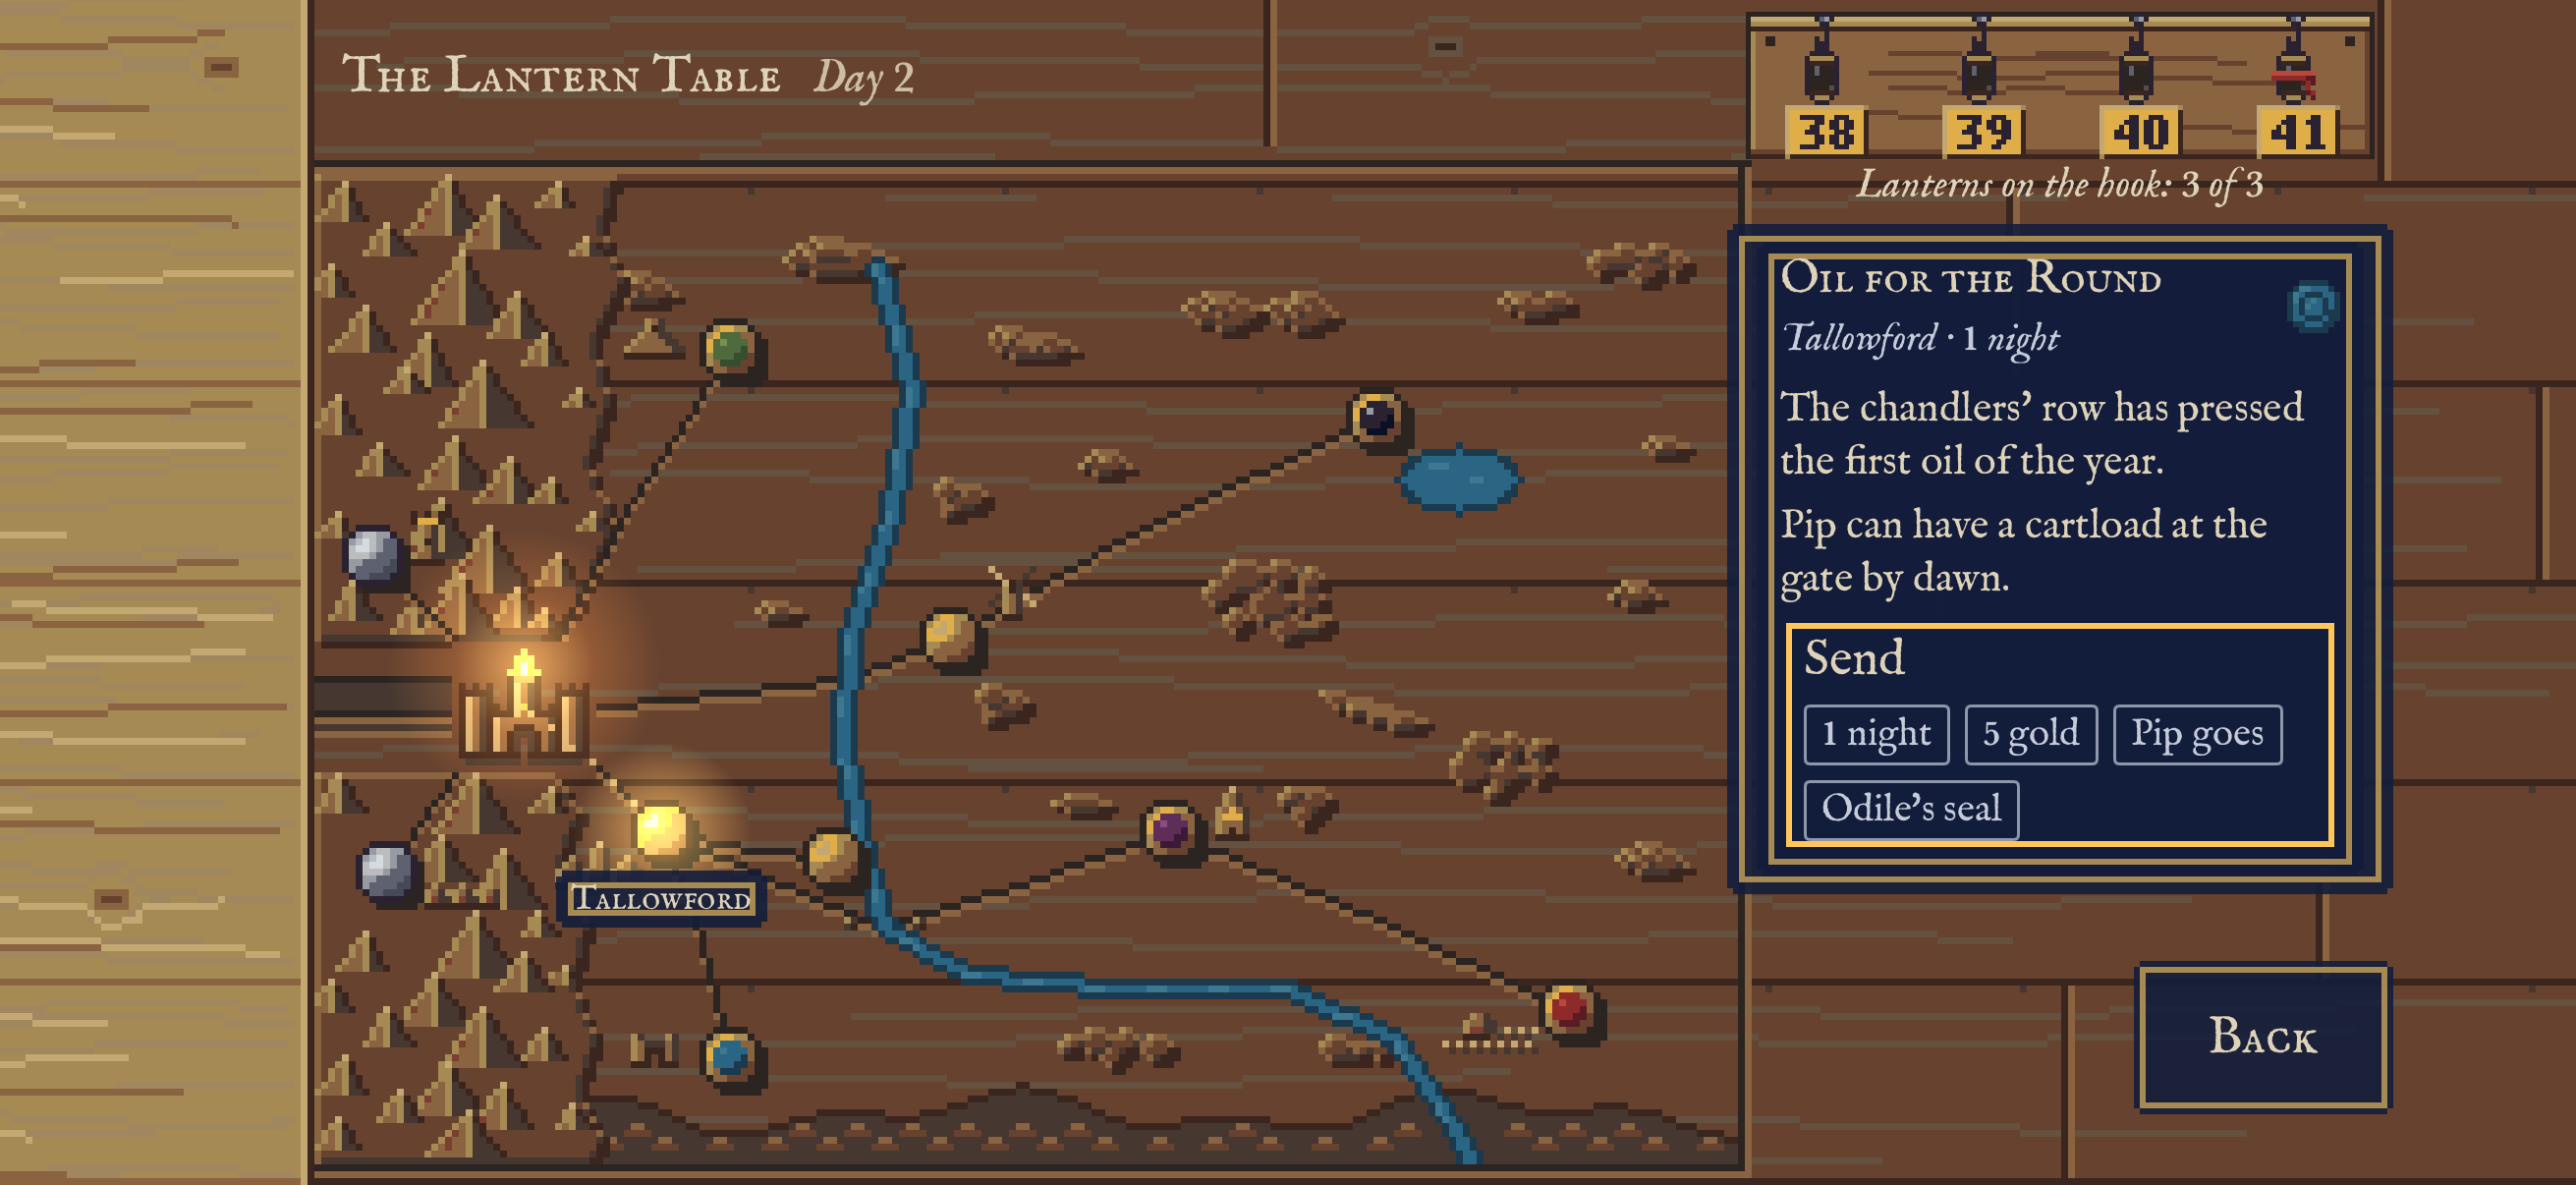 The Lantern Table Day 2
38 39 40 41
Lanterns on the hook: 3 of 3
Oil for the Round
Tallowford · 1 night
The chandlers’ row has pressed
the first oil of the year.
Pip can have a cartload at the
gate by dawn.
Send
1 night 5 gold Pip goes
Odile’s seal
Tallowford
Back